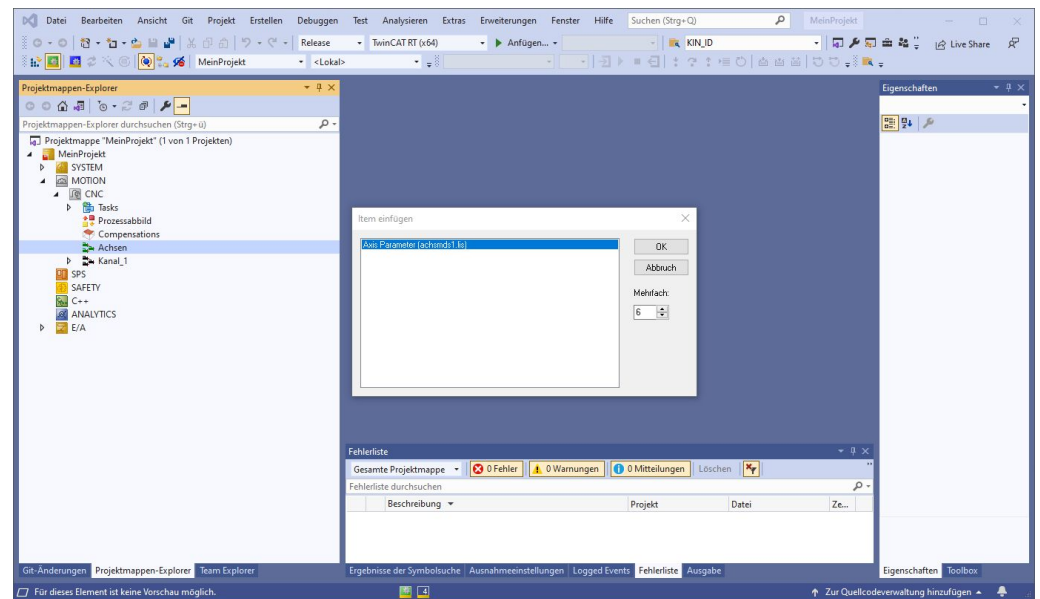 Datei Bearbeiten Ansicht Git Projekt Erstellen Debuggen Test Analysieren Extras Erweiterungen Fenster Hilfe Suchen (Strg+Q) MeinProjekt
Release TwinCAT RT (x64) Anfügen... KIN_ID Live Share
MeinProjekt <Lokal>
Projektmappen-Explorer
Projektmappen-Explorer durchsuchen (Strg+ü)
Projektmappe "MeinProjekt" (1 von 1 Projekten)
MeinProjekt
SYSTEM
MOTION
CNC
Tasks
Prozessabbild
Compensations
Achsen
Kanal_1
SPS
SAFETY
C++
ANALYTICS
E/A
Item einfügen
Axis Parameter (achsmds1.lis)
OK
Abbruch
Mehrfach:
6
Eigenschaften
Fehlerliste
Gesamte Projektmappe 0 Fehler 0 Warnungen 0 Mitteilungen Löschen
Fehlerliste durchsuchen
Beschreibung Projekt Datei Ze...
Git-Änderungen Projektmappen-Explorer Team Explorer
Ergebnisse der Symbolsuche Ausnahmeeinstellungen Logged Events Fehlerliste Ausgabe
Eigenschaften Toolbox
Für dieses Element ist keine Vorschau möglich. 4 Zur Quellcodeverwaltung hinzufügen